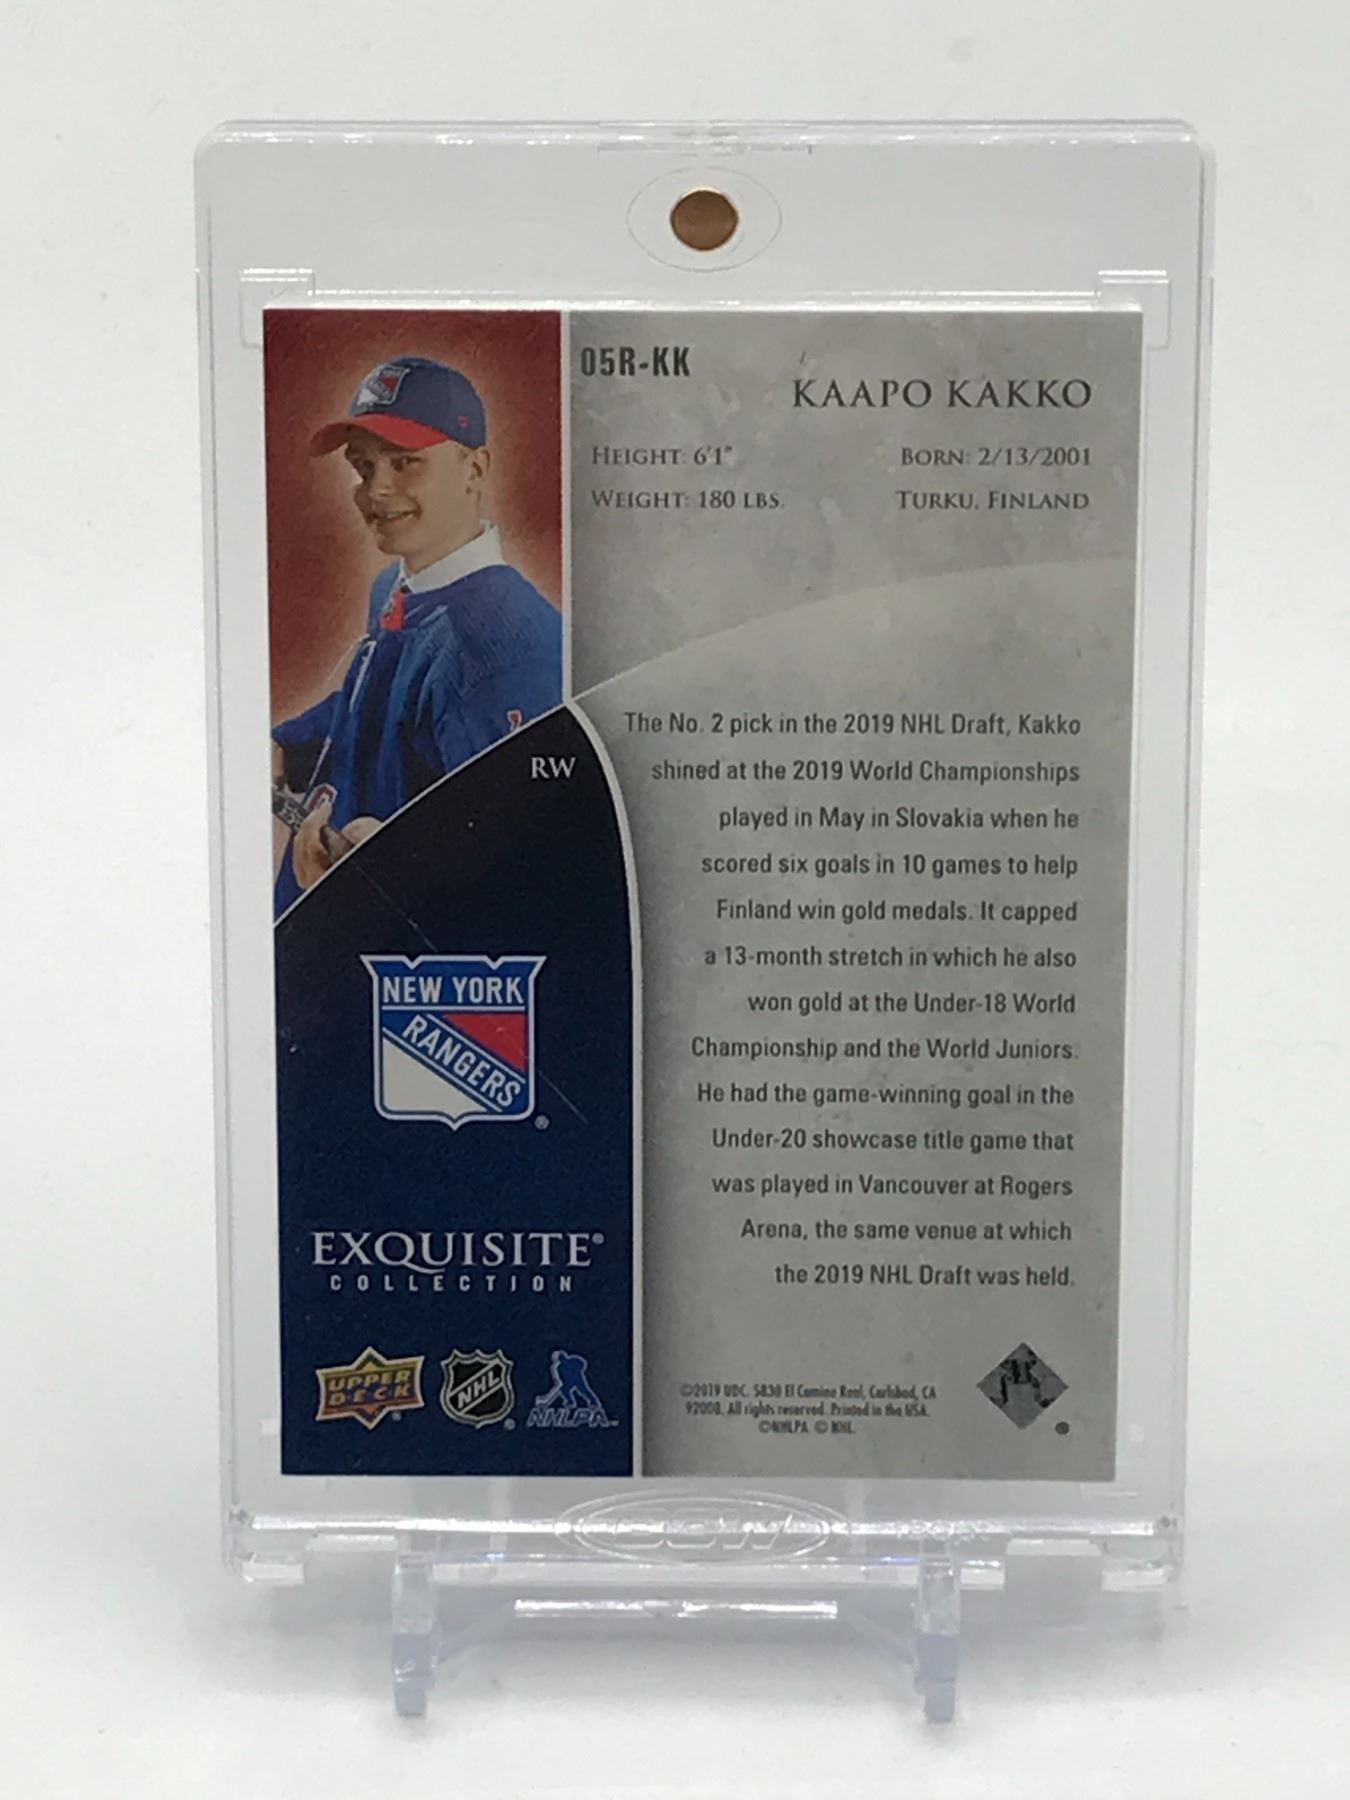 05R-KK
KAAPO KAKKO
HEIGHT: 6'1"
BORN: 2/13/2001
WEIGHT: 180 LBS.
TURKU, FINLAND
The No. 2 pick in the 2019 NHL Draft, Kakko
shined at the 2019 World Championships
played in May in Slovakia when he
scored six goals in 10 games to help
Finland win gold medals. It capped
a 13-month stretch in which he also
won gold at the Under-18 World
Championship and the World Juniors.
He had the game-winning goal in the
Under-20 showcase title game that
was played in Vancouver at Rogers
Arena, the same venue at which
the 2019 NHL Draft was held.
RW
NEW YORK
RANGERS
®
EXQUISITE®
COLLECTION
UPPER
DECK
®
NHL
®
NHLPA
©2019 UDC. 5830 El Camino Real, Carlsbad, CA
92008. All rights reserved. Printed in the USA.
©NHLPA © NHL.
®